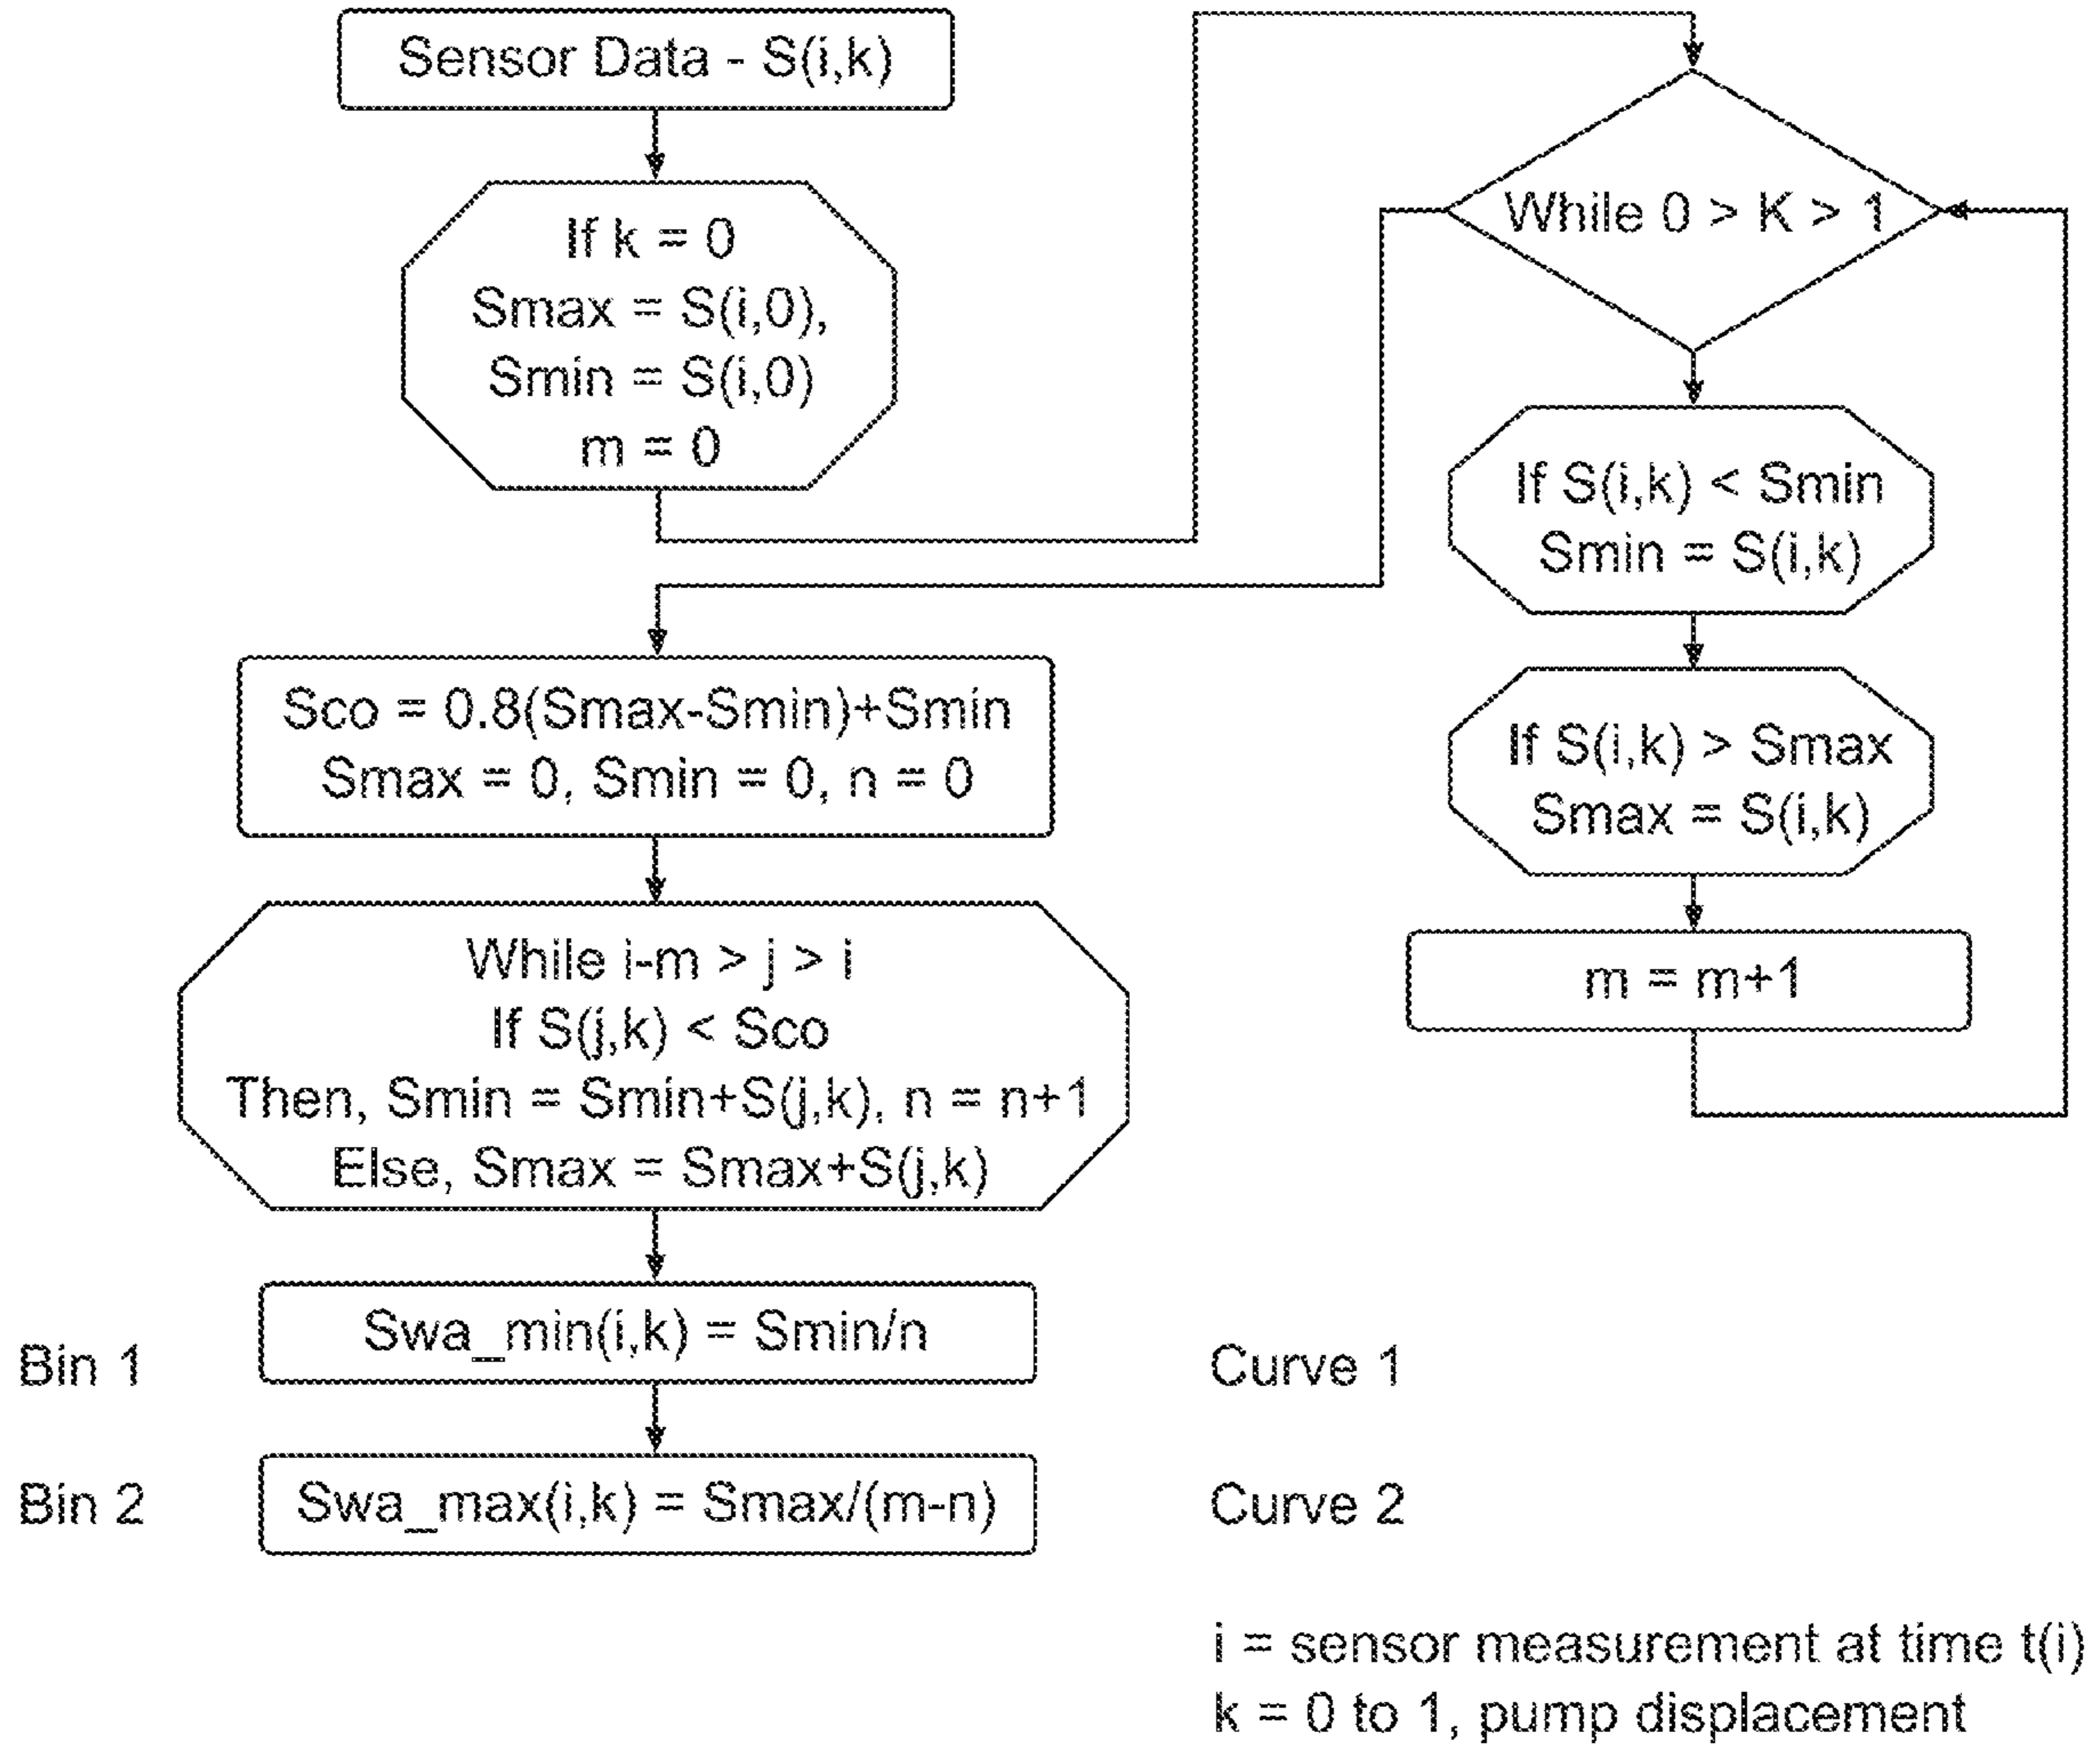 Sensor Data - S(i,k)
If k = 0
Smax = S(i,0),
Smin = S(i,0)
m = 0
While 0 > K > 1
If S(i,k) < Smin
Smin = S(i,k)
If S(i,k) > Smax
Smax = S(i,k)
m = m+1
Sco = 0.8(Smax-Smin)+Smin
Smax = 0, Smin = 0, n = 0
While i-m > j > i
If S(j,k) < Sco
Then, Smin = Smin+S(j,k), n = n+1
Else, Smax = Smax+S(j,k)
Bin 1
Swa_min(i,k) = Smin/n
Curve 1
Bin 2
Swa_max(i,k) = Smax/(m-n)
Curve 2
i = sensor measurement at time t(i)
k = 0 to 1, pump displacement